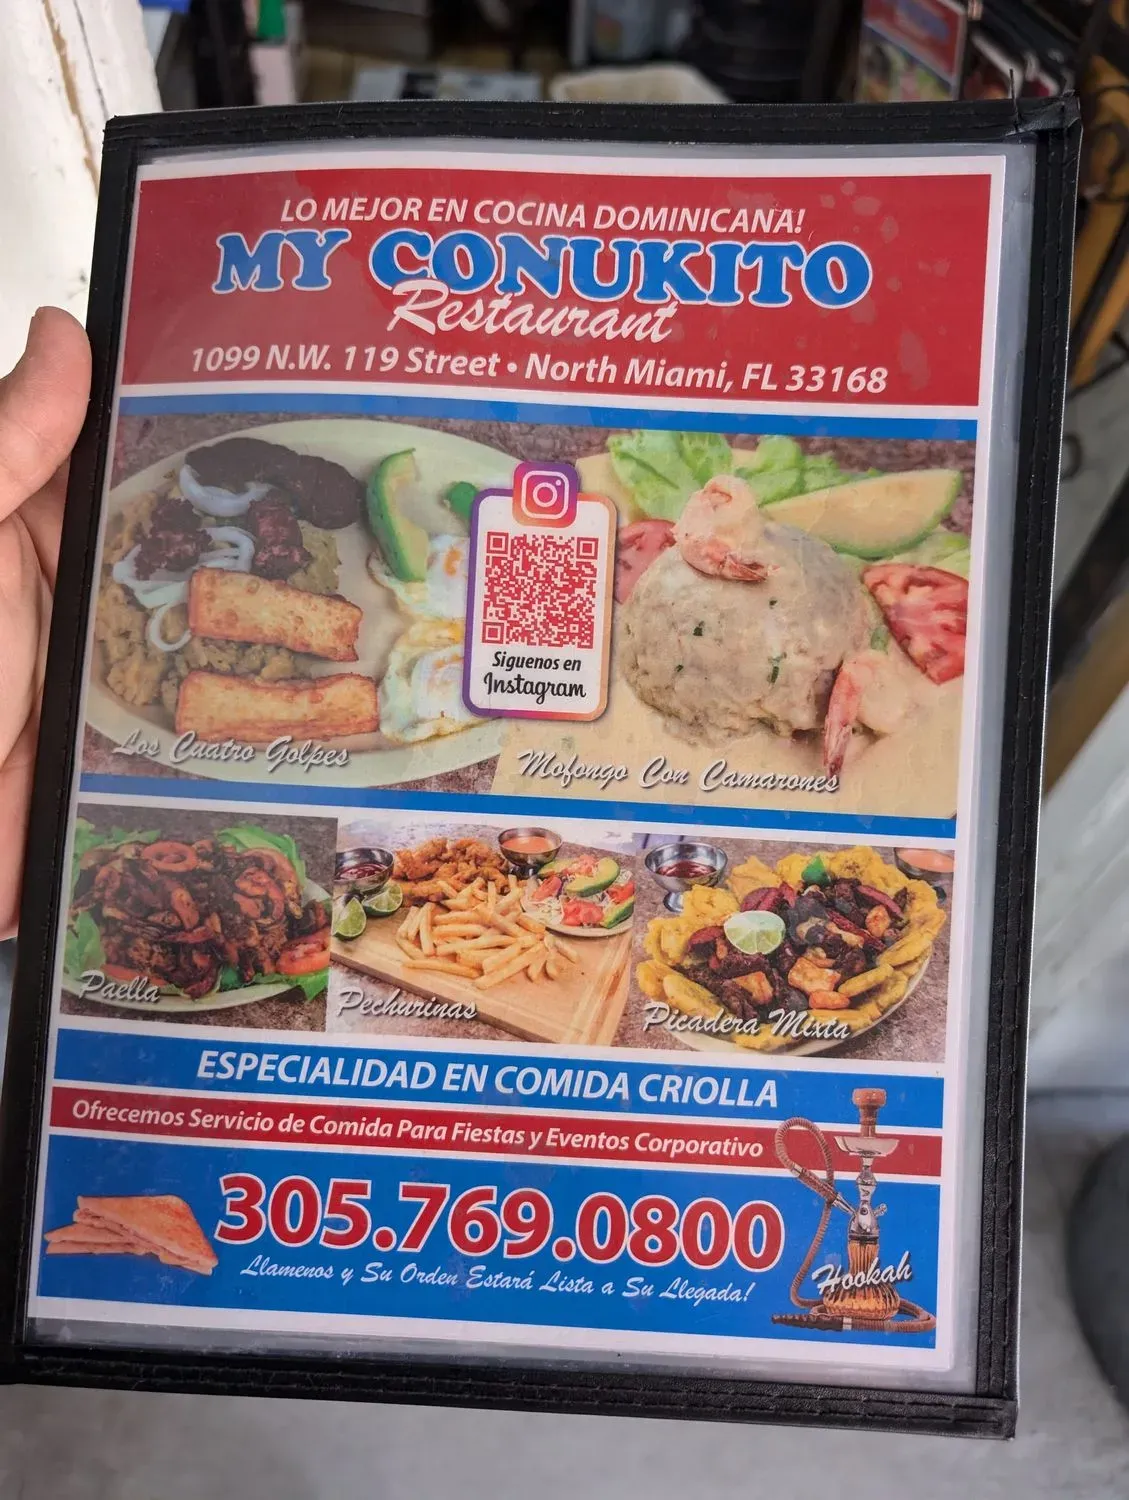 LO MEJOR EN COCINA DOMINICANA!
MY CONUKITO
Restaurant
1099 N.W. 119 Street • North Miami, FL 33168
Siguenos en
Instagram
Los Cuatro Golpes
Mofongo Con Camarones
Paella
Pechurinas
Picadera Mixta
ESPECIALIDAD EN COMIDA CRIOLLA
Ofrecemos Servicio de Comida Para Fiestas y Eventos Corporativo
305.769.0800
Llamenos y Su Orden Estará Lista a Su Llegada!
Hookah